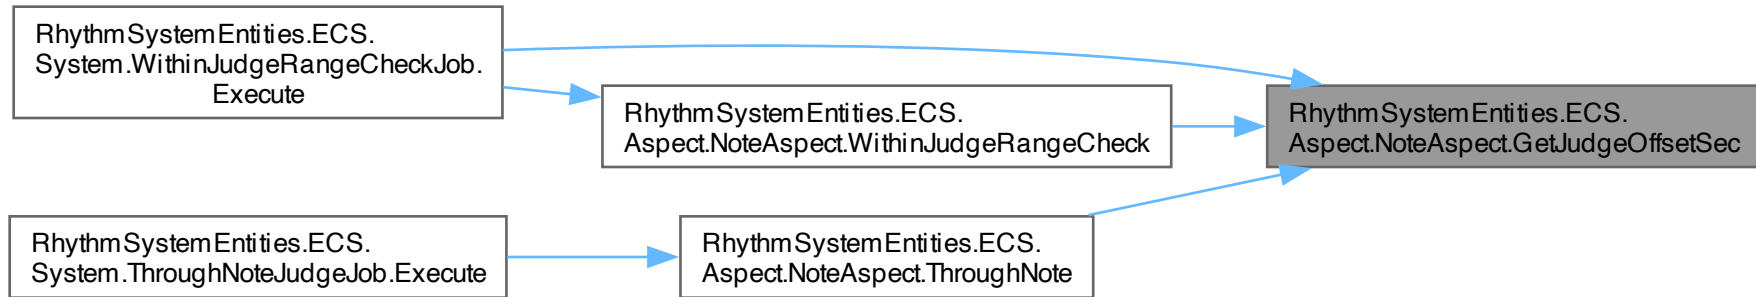 RhythmSystemEntities.ECS.
System.WithinJudgeRangeCheckJob.
Execute
RhythmSystemEntities.ECS.
Aspect.NoteAspect.WithinJudgeRangeCheck
RhythmSystemEntities.ECS.
Aspect.NoteAspect.GetJudgeOffsetSec
RhythmSystemEntities.ECS.
System.ThroughNoteJudgeJob.Execute
RhythmSystemEntities.ECS.
Aspect.NoteAspect.ThroughNote